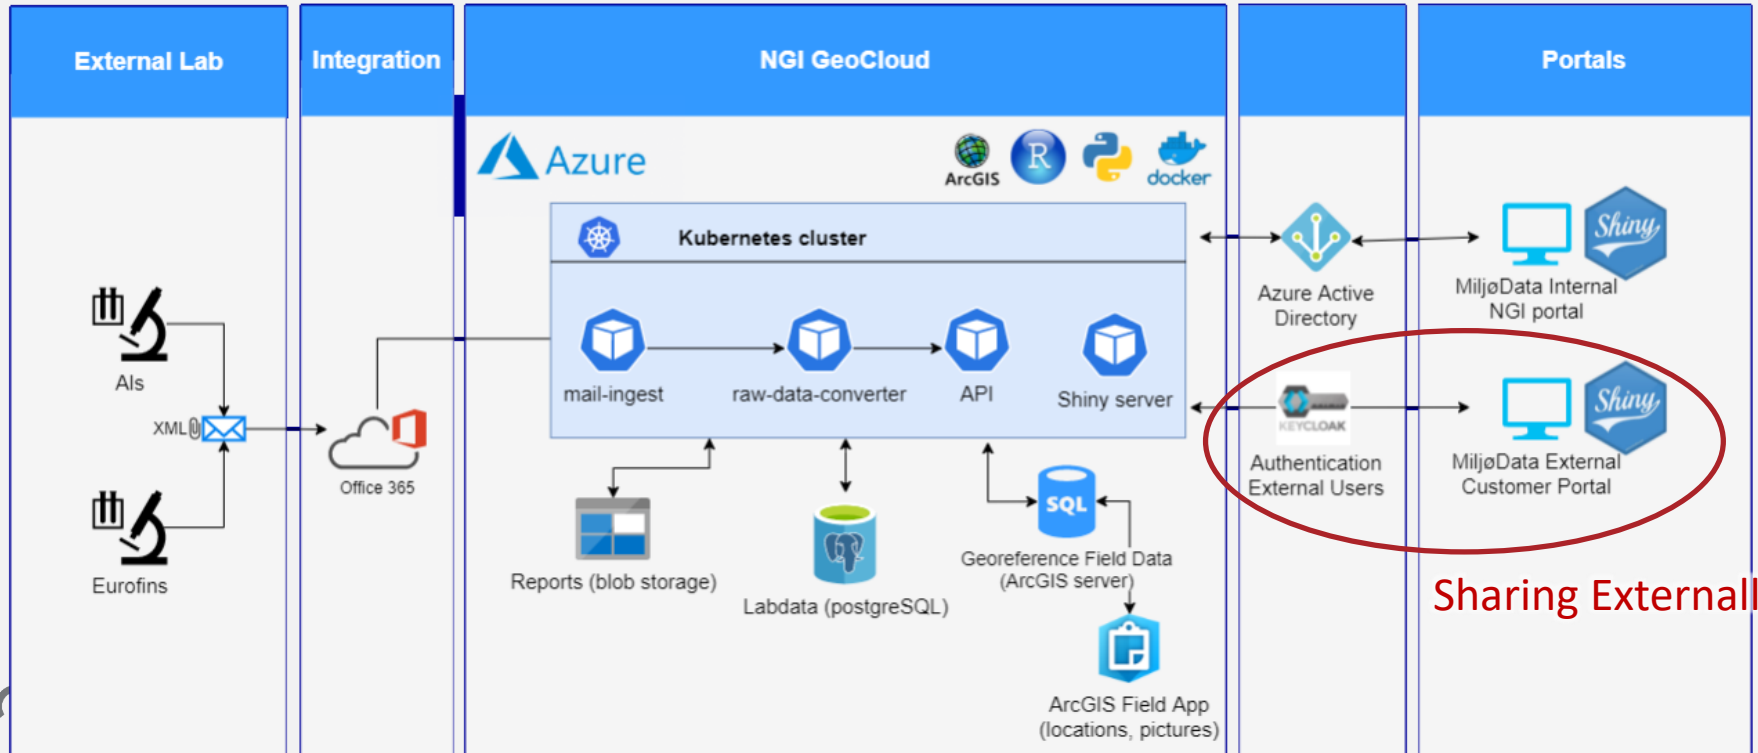 External Lab
Integration
NGI GeoCloud
Portals
Azure
ArcGIS
R
docker
Kubernetes cluster
mail-ingest
raw-data-converter
API
Shiny server
Als
XML
Eurofins
Office 365
Reports (blob storage)
Labdata (postgreSQL)
SQL
Georeference Field Data
(ArcGIS server)
ArcGIS Field App
(locations, pictures)
Azure Active
Directory
KEYCLOAK
Authentication
External Users
Shiny
MiljøData Internal
NGI portal
Shiny
MiljøData External
Customer Portal
Sharing Externall